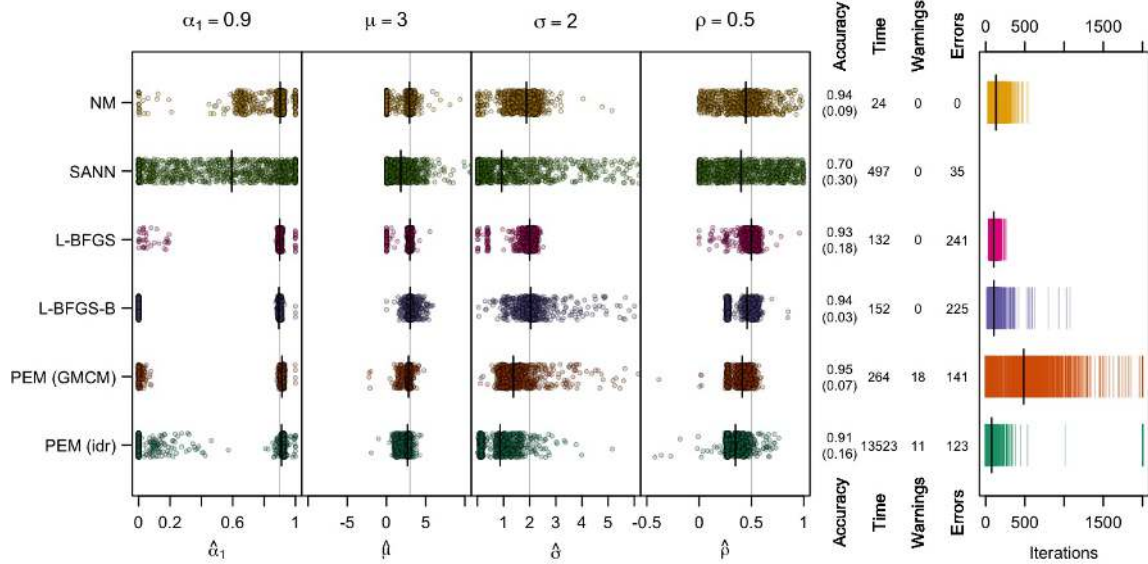 α₁ = 0.9 μ = 3 σ = 2 ρ = 0.5 Accuracy Time Warnings Errors 0 500 1500
NM 0.94 (0.09) 24 0 0
SANN 0.70 (0.30) 497 0 35
L-BFGS 0.93 (0.18) 132 0 241
L-BFGS-B 0.94 (0.03) 152 0 225
PEM (GMCM) 0.95 (0.07) 264 18 141
PEM (idr) 0.91 (0.16) 13523 11 123
0 0.2 0.6 1 -5 0 5 0 1 2 3 4 6 -0.5 0 0.5 1 Accuracy Time Warnings Errors 0 500 1500
α̂₁ μ̂ σ̂ ρ̂ Iterations